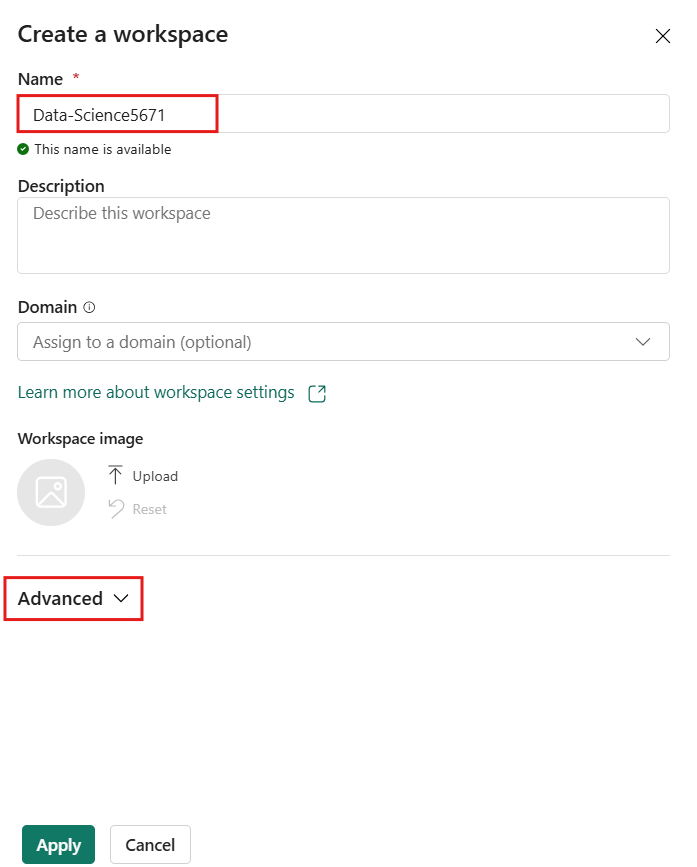 Create a workspace
Name *
Data-Science5671
This name is available
Description
Describe this workspace
Domain
Assign to a domain (optional)
Learn more about workspace settings
Workspace image
Upload
Reset
Advanced
Apply Cancel